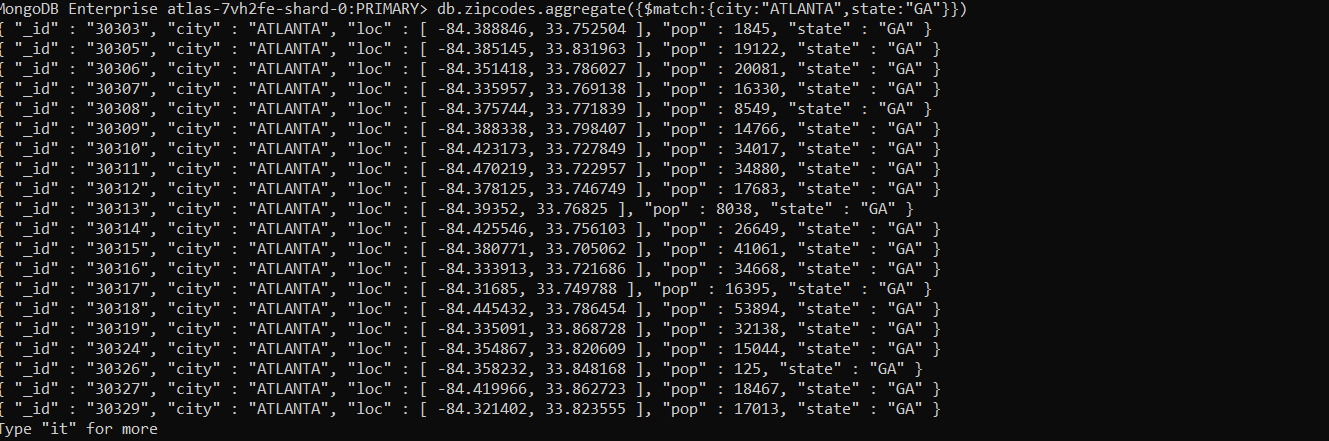 MongoDB Enterprise atlas-7vh2fe-shard-0:PRIMARY> db.zipcodes.aggregate({$match:{city:"ATLANTA",state:"GA"}})
{ "_id" : "30303", "city" : "ATLANTA", "loc" : [ -84.388846, 33.752504 ], "pop" : 1845, "state" : "GA" }
{ "_id" : "30305", "city" : "ATLANTA", "loc" : [ -84.385145, 33.831963 ], "pop" : 19122, "state" : "GA" }
{ "_id" : "30306", "city" : "ATLANTA", "loc" : [ -84.351418, 33.786027 ], "pop" : 20081, "state" : "GA" }
{ "_id" : "30307", "city" : "ATLANTA", "loc" : [ -84.335957, 33.769138 ], "pop" : 16330, "state" : "GA" }
{ "_id" : "30308", "city" : "ATLANTA", "loc" : [ -84.375744, 33.771839 ], "pop" : 8549, "state" : "GA" }
{ "_id" : "30309", "city" : "ATLANTA", "loc" : [ -84.388338, 33.798407 ], "pop" : 14766, "state" : "GA" }
{ "_id" : "30310", "city" : "ATLANTA", "loc" : [ -84.423173, 33.727849 ], "pop" : 34017, "state" : "GA" }
{ "_id" : "30311", "city" : "ATLANTA", "loc" : [ -84.470219, 33.722957 ], "pop" : 34880, "state" : "GA" }
{ "_id" : "30312", "city" : "ATLANTA", "loc" : [ -84.378125, 33.746749 ], "pop" : 17683, "state" : "GA" }
{ "_id" : "30313", "city" : "ATLANTA", "loc" : [ -84.39352, 33.76825 ], "pop" : 8038, "state" : "GA" }
{ "_id" : "30314", "city" : "ATLANTA", "loc" : [ -84.425546, 33.756103 ], "pop" : 26649, "state" : "GA" }
{ "_id" : "30315", "city" : "ATLANTA", "loc" : [ -84.380771, 33.705062 ], "pop" : 41061, "state" : "GA" }
{ "_id" : "30316", "city" : "ATLANTA", "loc" : [ -84.333913, 33.721686 ], "pop" : 34668, "state" : "GA" }
{ "_id" : "30317", "city" : "ATLANTA", "loc" : [ -84.31685, 33.749788 ], "pop" : 16395, "state" : "GA" }
{ "_id" : "30318", "city" : "ATLANTA", "loc" : [ -84.445432, 33.786454 ], "pop" : 53894, "state" : "GA" }
{ "_id" : "30319", "city" : "ATLANTA", "loc" : [ -84.335091, 33.868728 ], "pop" : 32138, "state" : "GA" }
{ "_id" : "30324", "city" : "ATLANTA", "loc" : [ -84.354867, 33.820609 ], "pop" : 15044, "state" : "GA" }
{ "_id" : "30326", "city" : "ATLANTA", "loc" : [ -84.358232, 33.848168 ], "pop" : 125, "state" : "GA" }
{ "_id" : "30327", "city" : "ATLANTA", "loc" : [ -84.419966, 33.862723 ], "pop" : 18467, "state" : "GA" }
{ "_id" : "30329", "city" : "ATLANTA", "loc" : [ -84.321402, 33.823555 ], "pop" : 17013, "state" : "GA" }
Type "it" for more